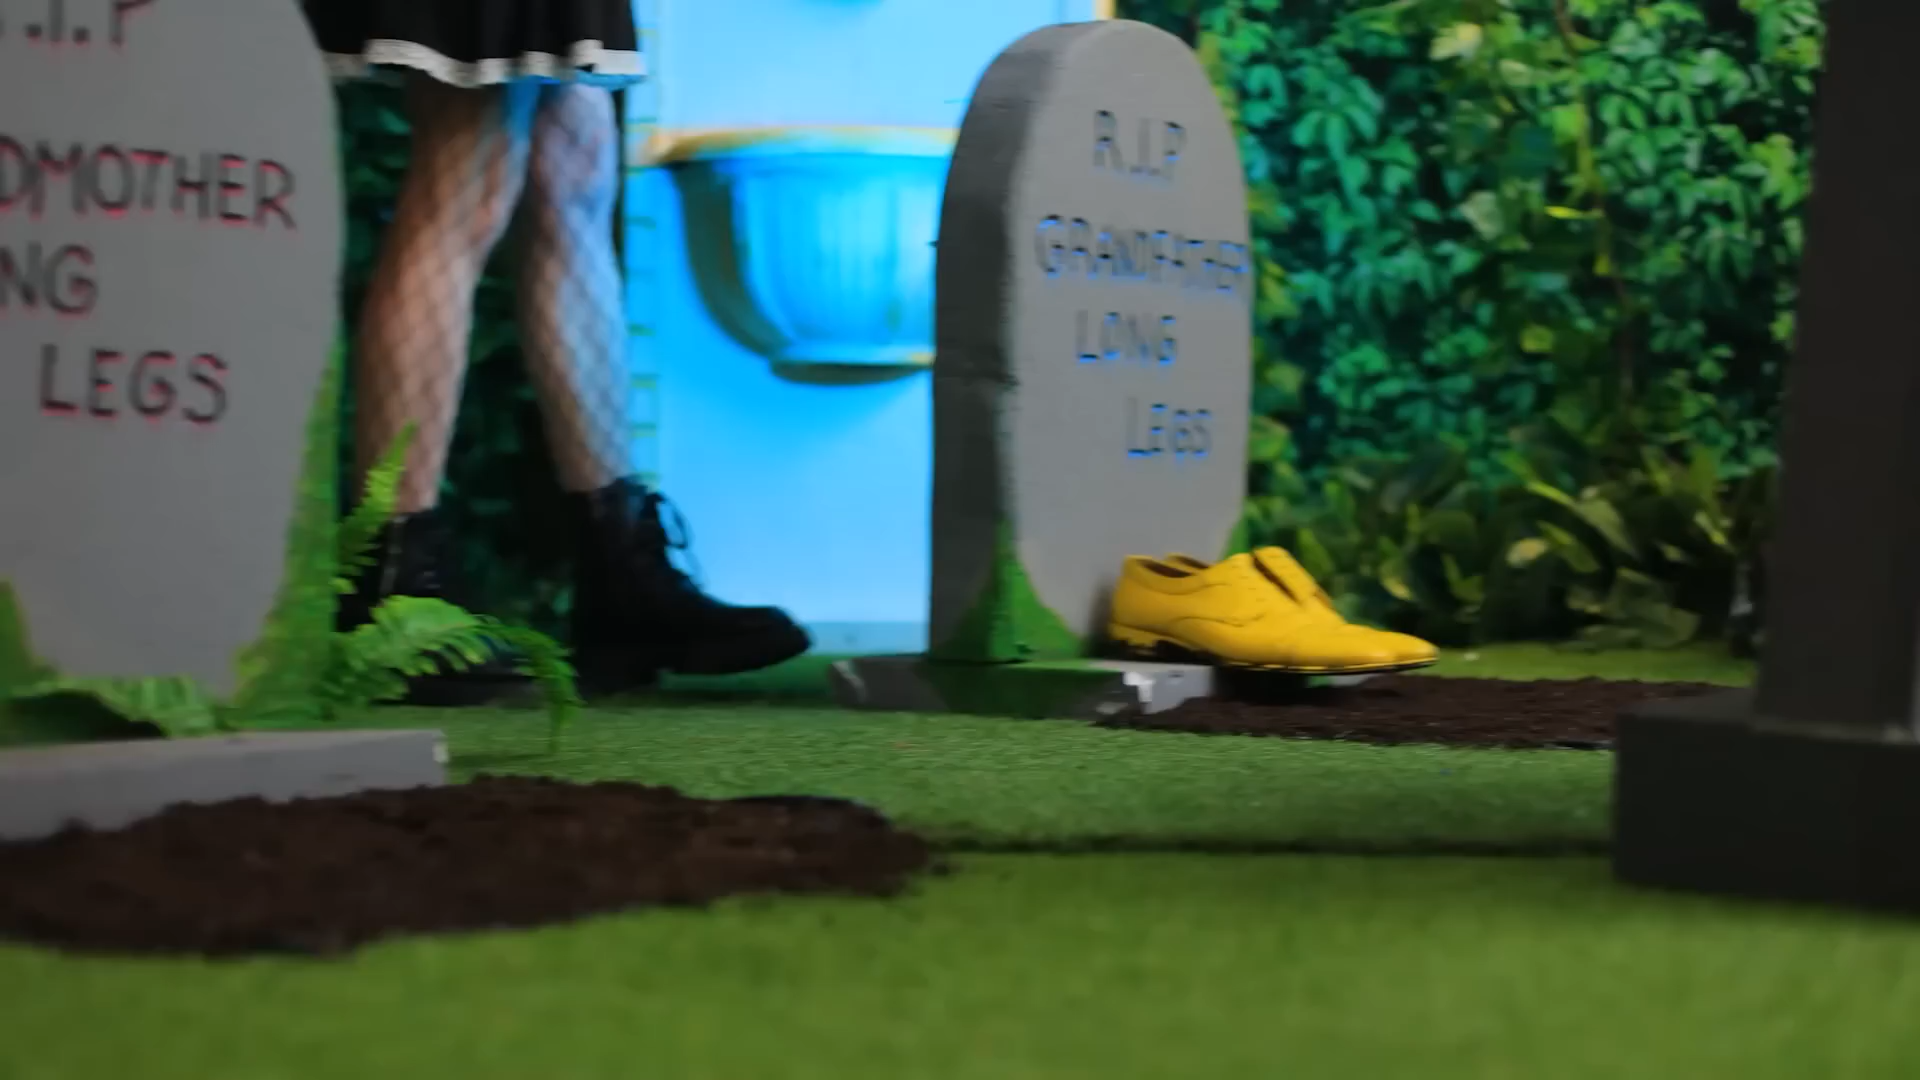 R.I.P
DMOTHER
NG
LEGS
R.I.P
GRANDFATHER
LONG
LEGS